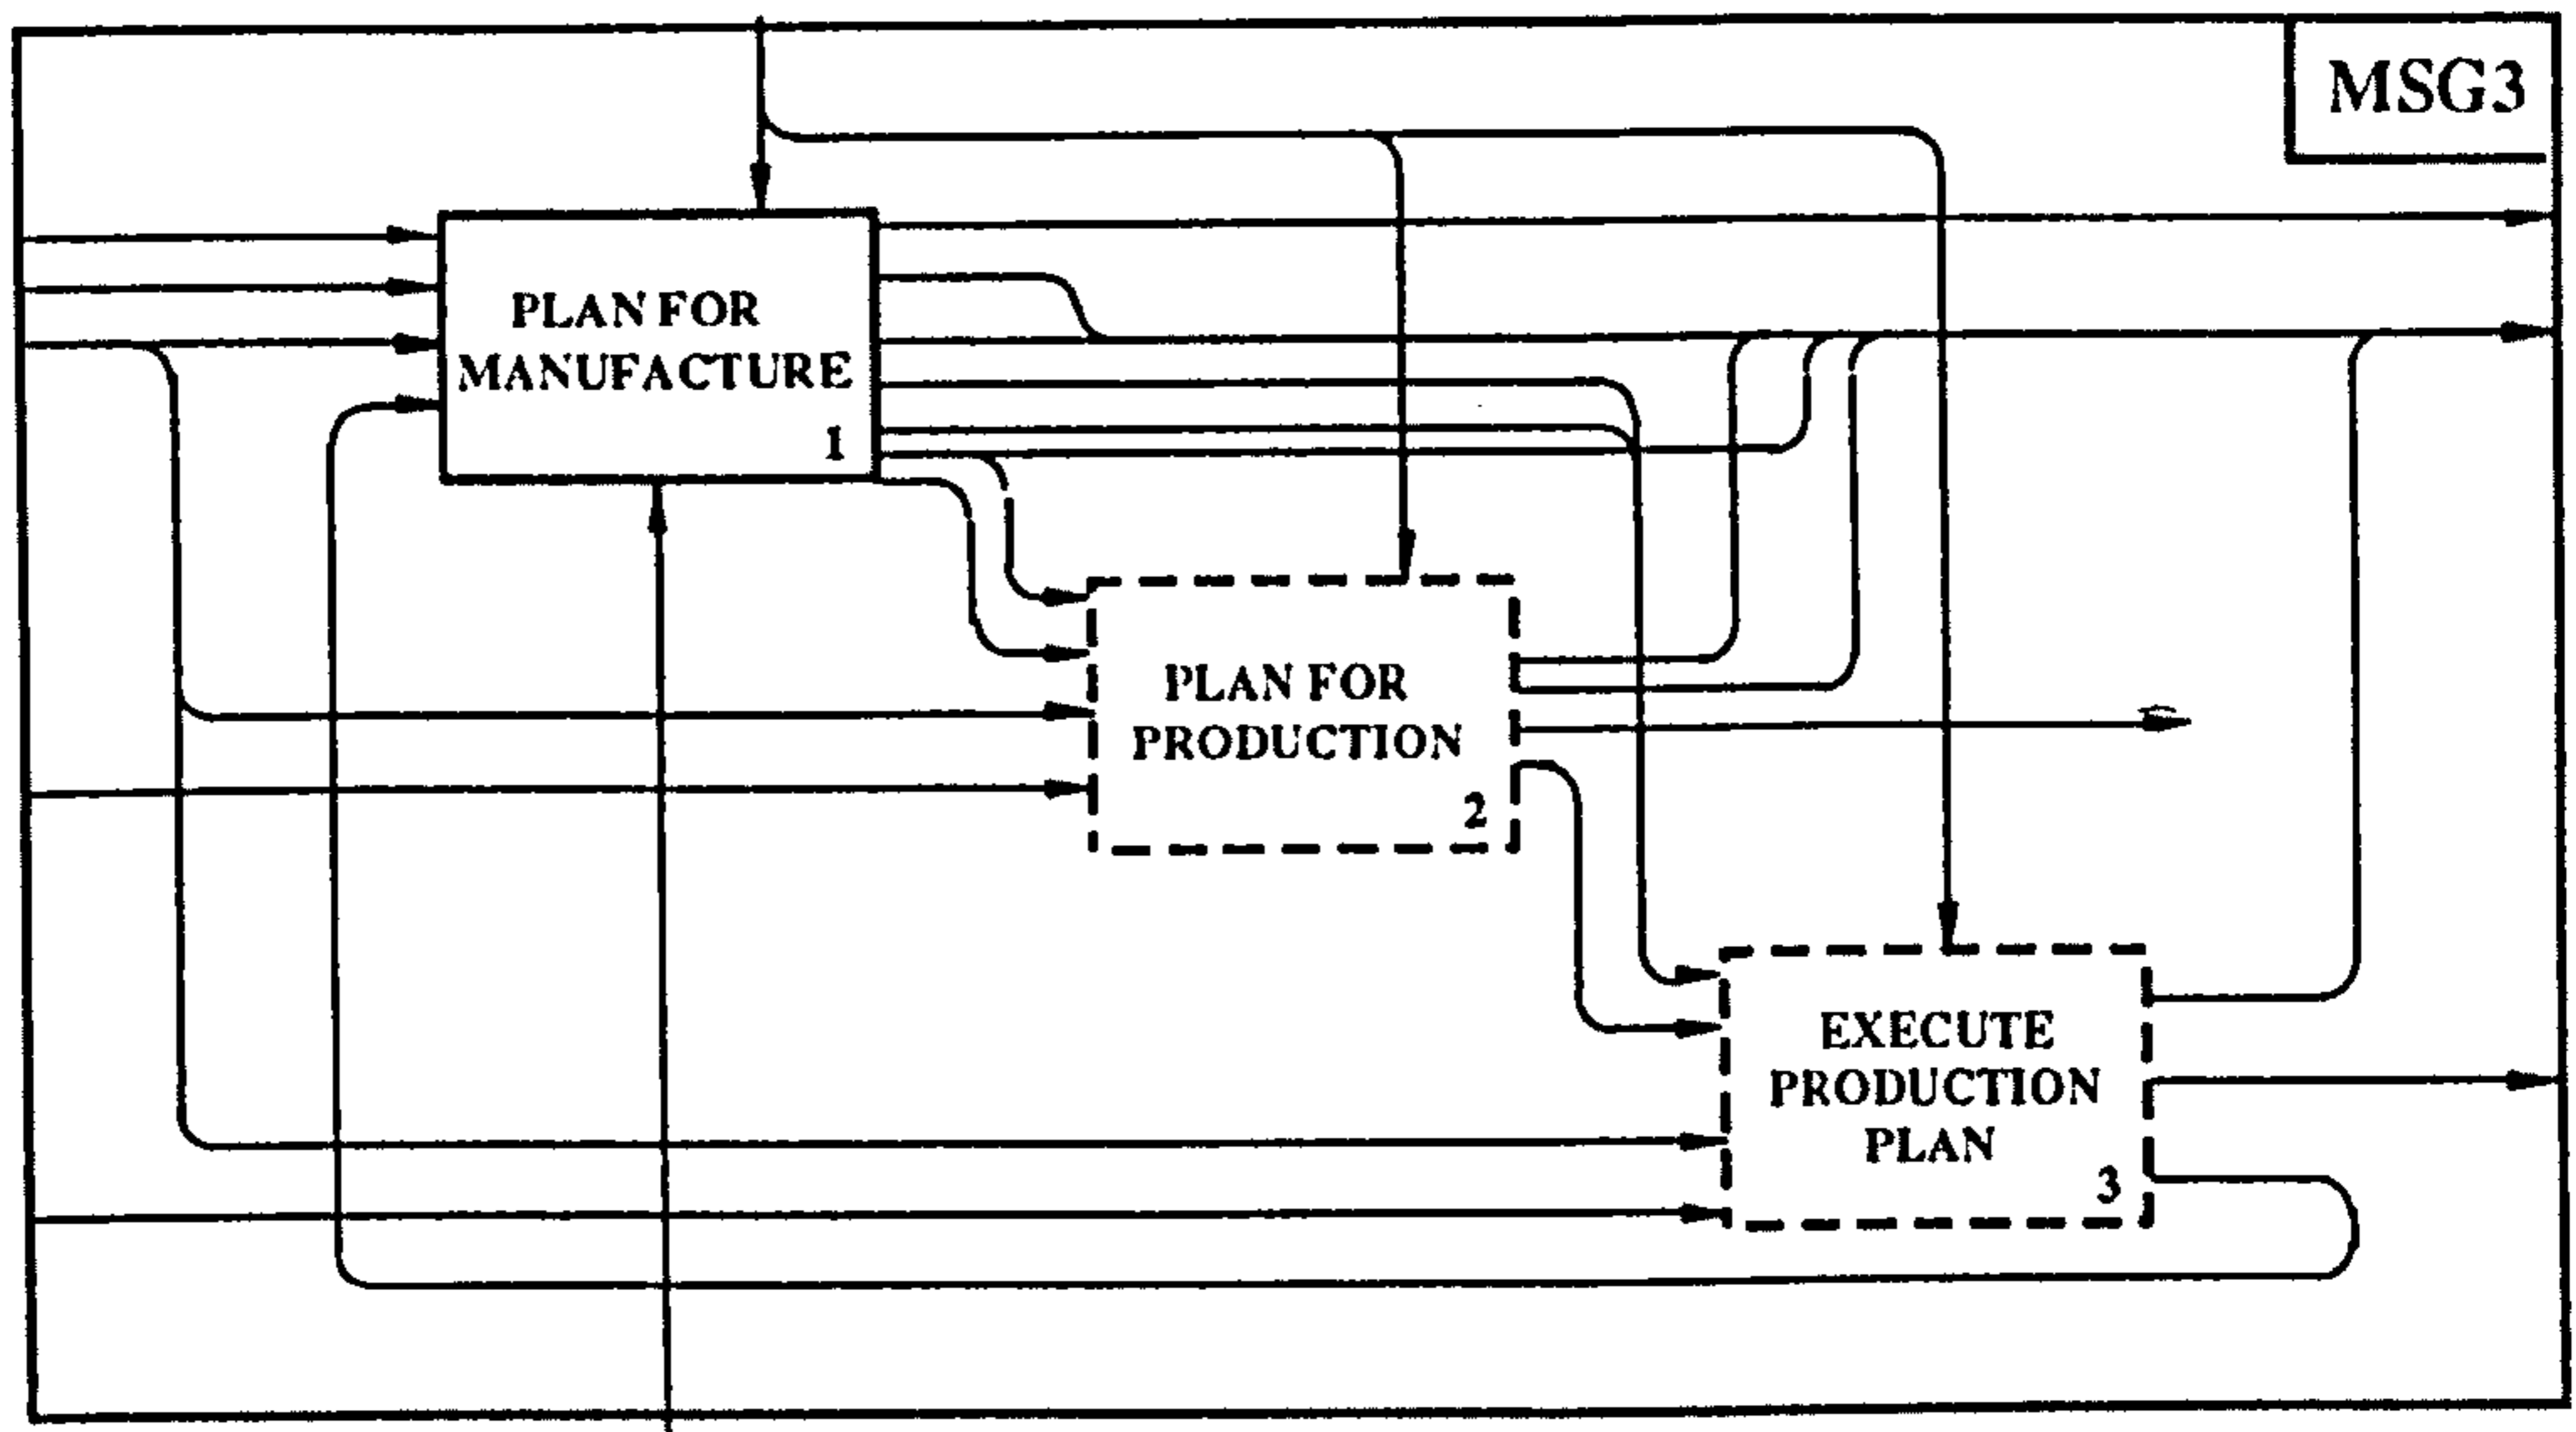 MSG3
PLAN FOR
MANUFACTURE
1
PLAN FOR
PRODUCTION
2
EXECUTE
PRODUCTION
PLAN
3